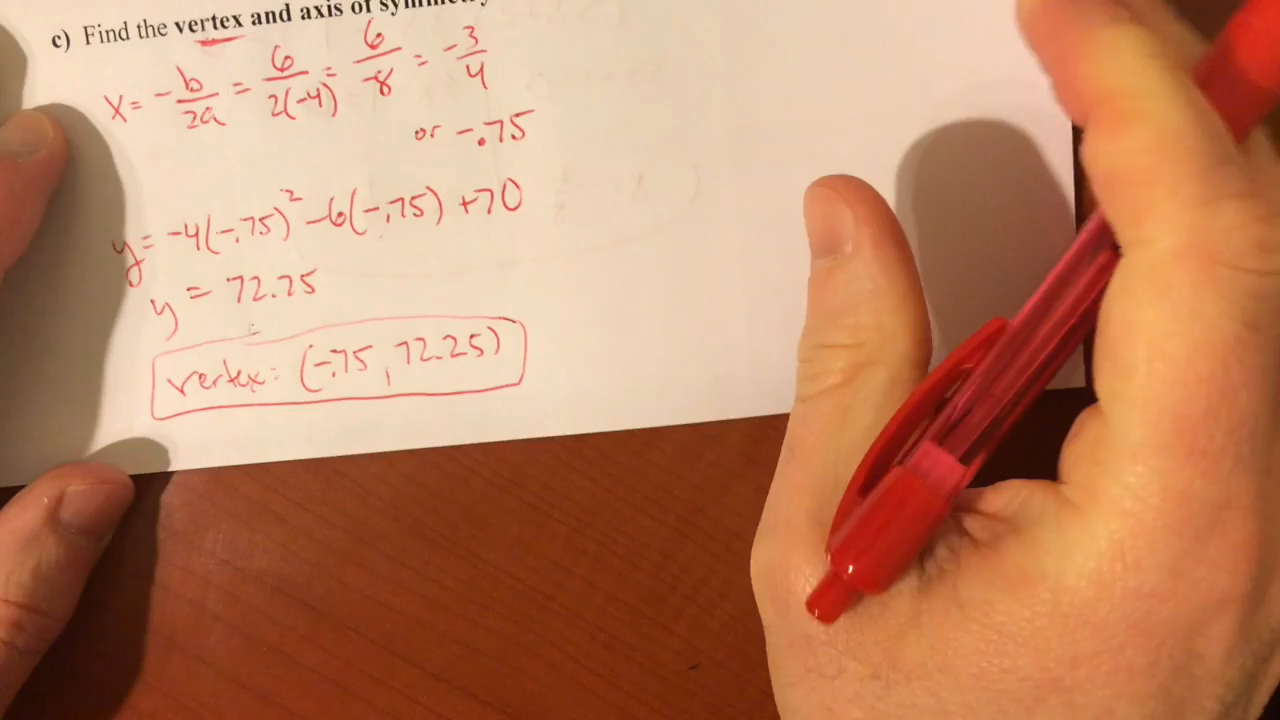 c) Find the vertex and axis of symmetry
x = -b/2a = 6/2(-4) = 6/-8 = -3/4
or -.75
y = -4(-.75)² -6(-.75) +70
y = 72.25
vertex: (-.75, 72.25)